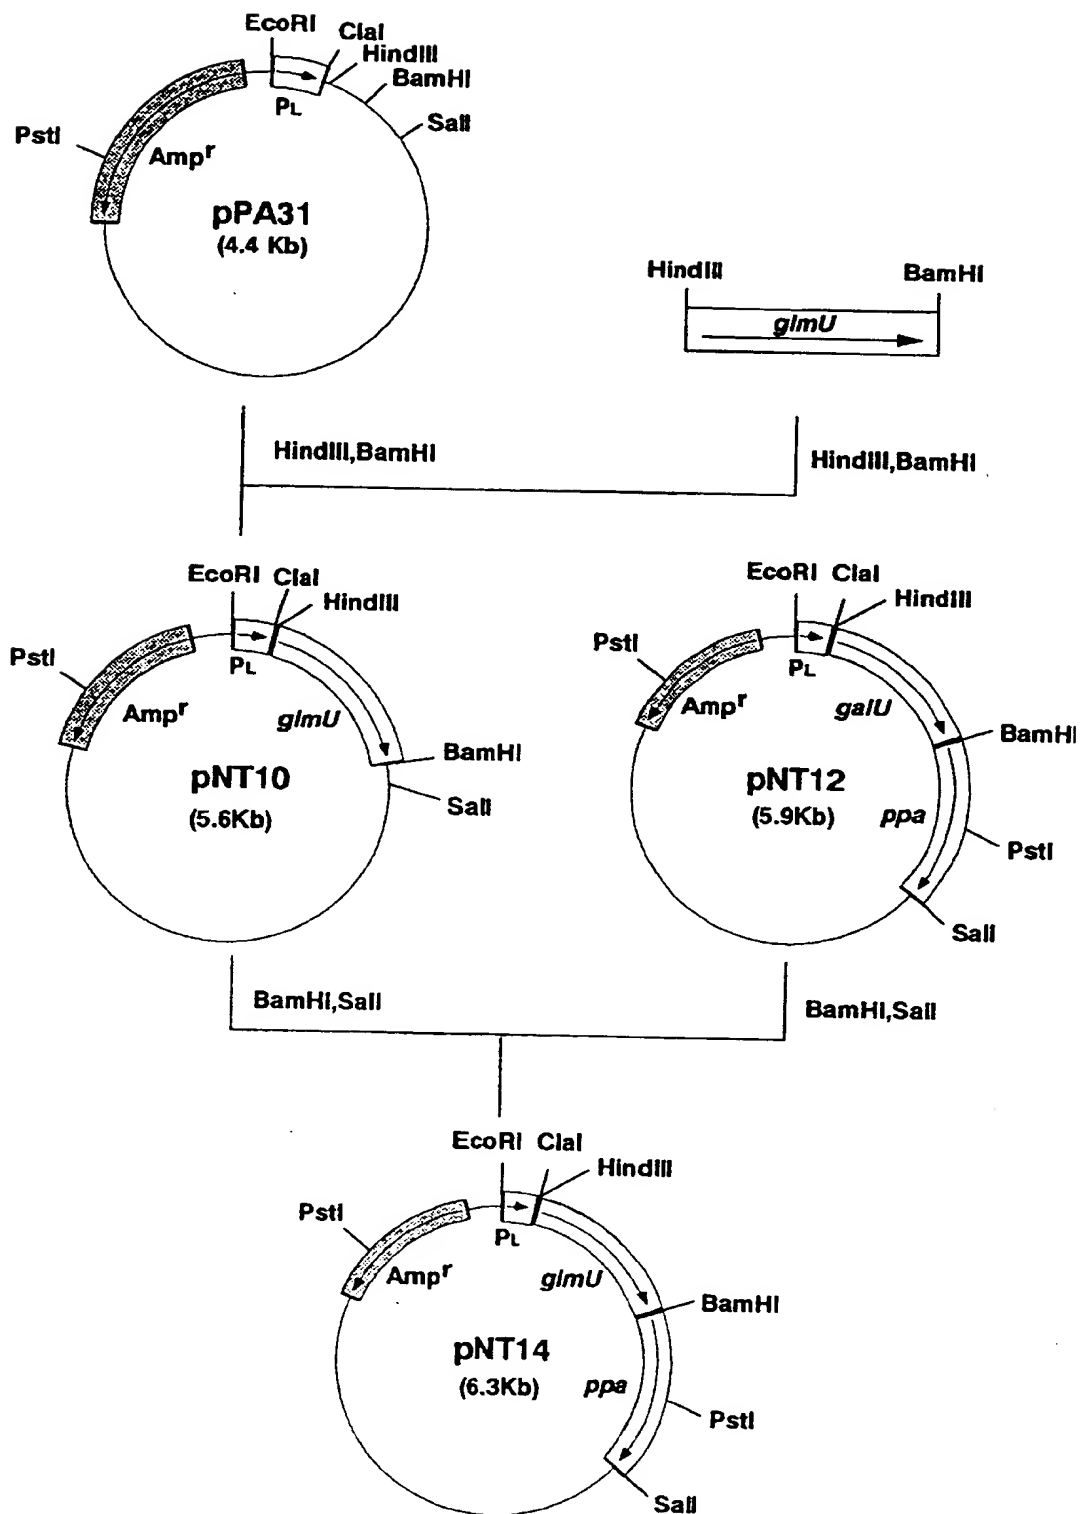 EcoRI
ClaI
HindIII
BamHI
SalI
PstI
PL
Ampr
pPA31
(4.4 Kb)
HindIII
BamHI
glmU
HindIII,BamHI
HindIII,BamHI
EcoRI ClaI
HindIII
PstI
PL
Ampr
glmU
BamHI
pNT10
(5.6Kb)
SalI
EcoRI ClaI
HindIII
PstI
PL
Ampr
galU
BamHI
pNT12
(5.9Kb)
ppa
PstI
SalI
BamHI,SalI
BamHI,SalI
EcoRI ClaI
HindIII
PstI
PL
Ampr
glmU
BamHI
pNT14
(6.3Kb)
ppa
PstI
SalI